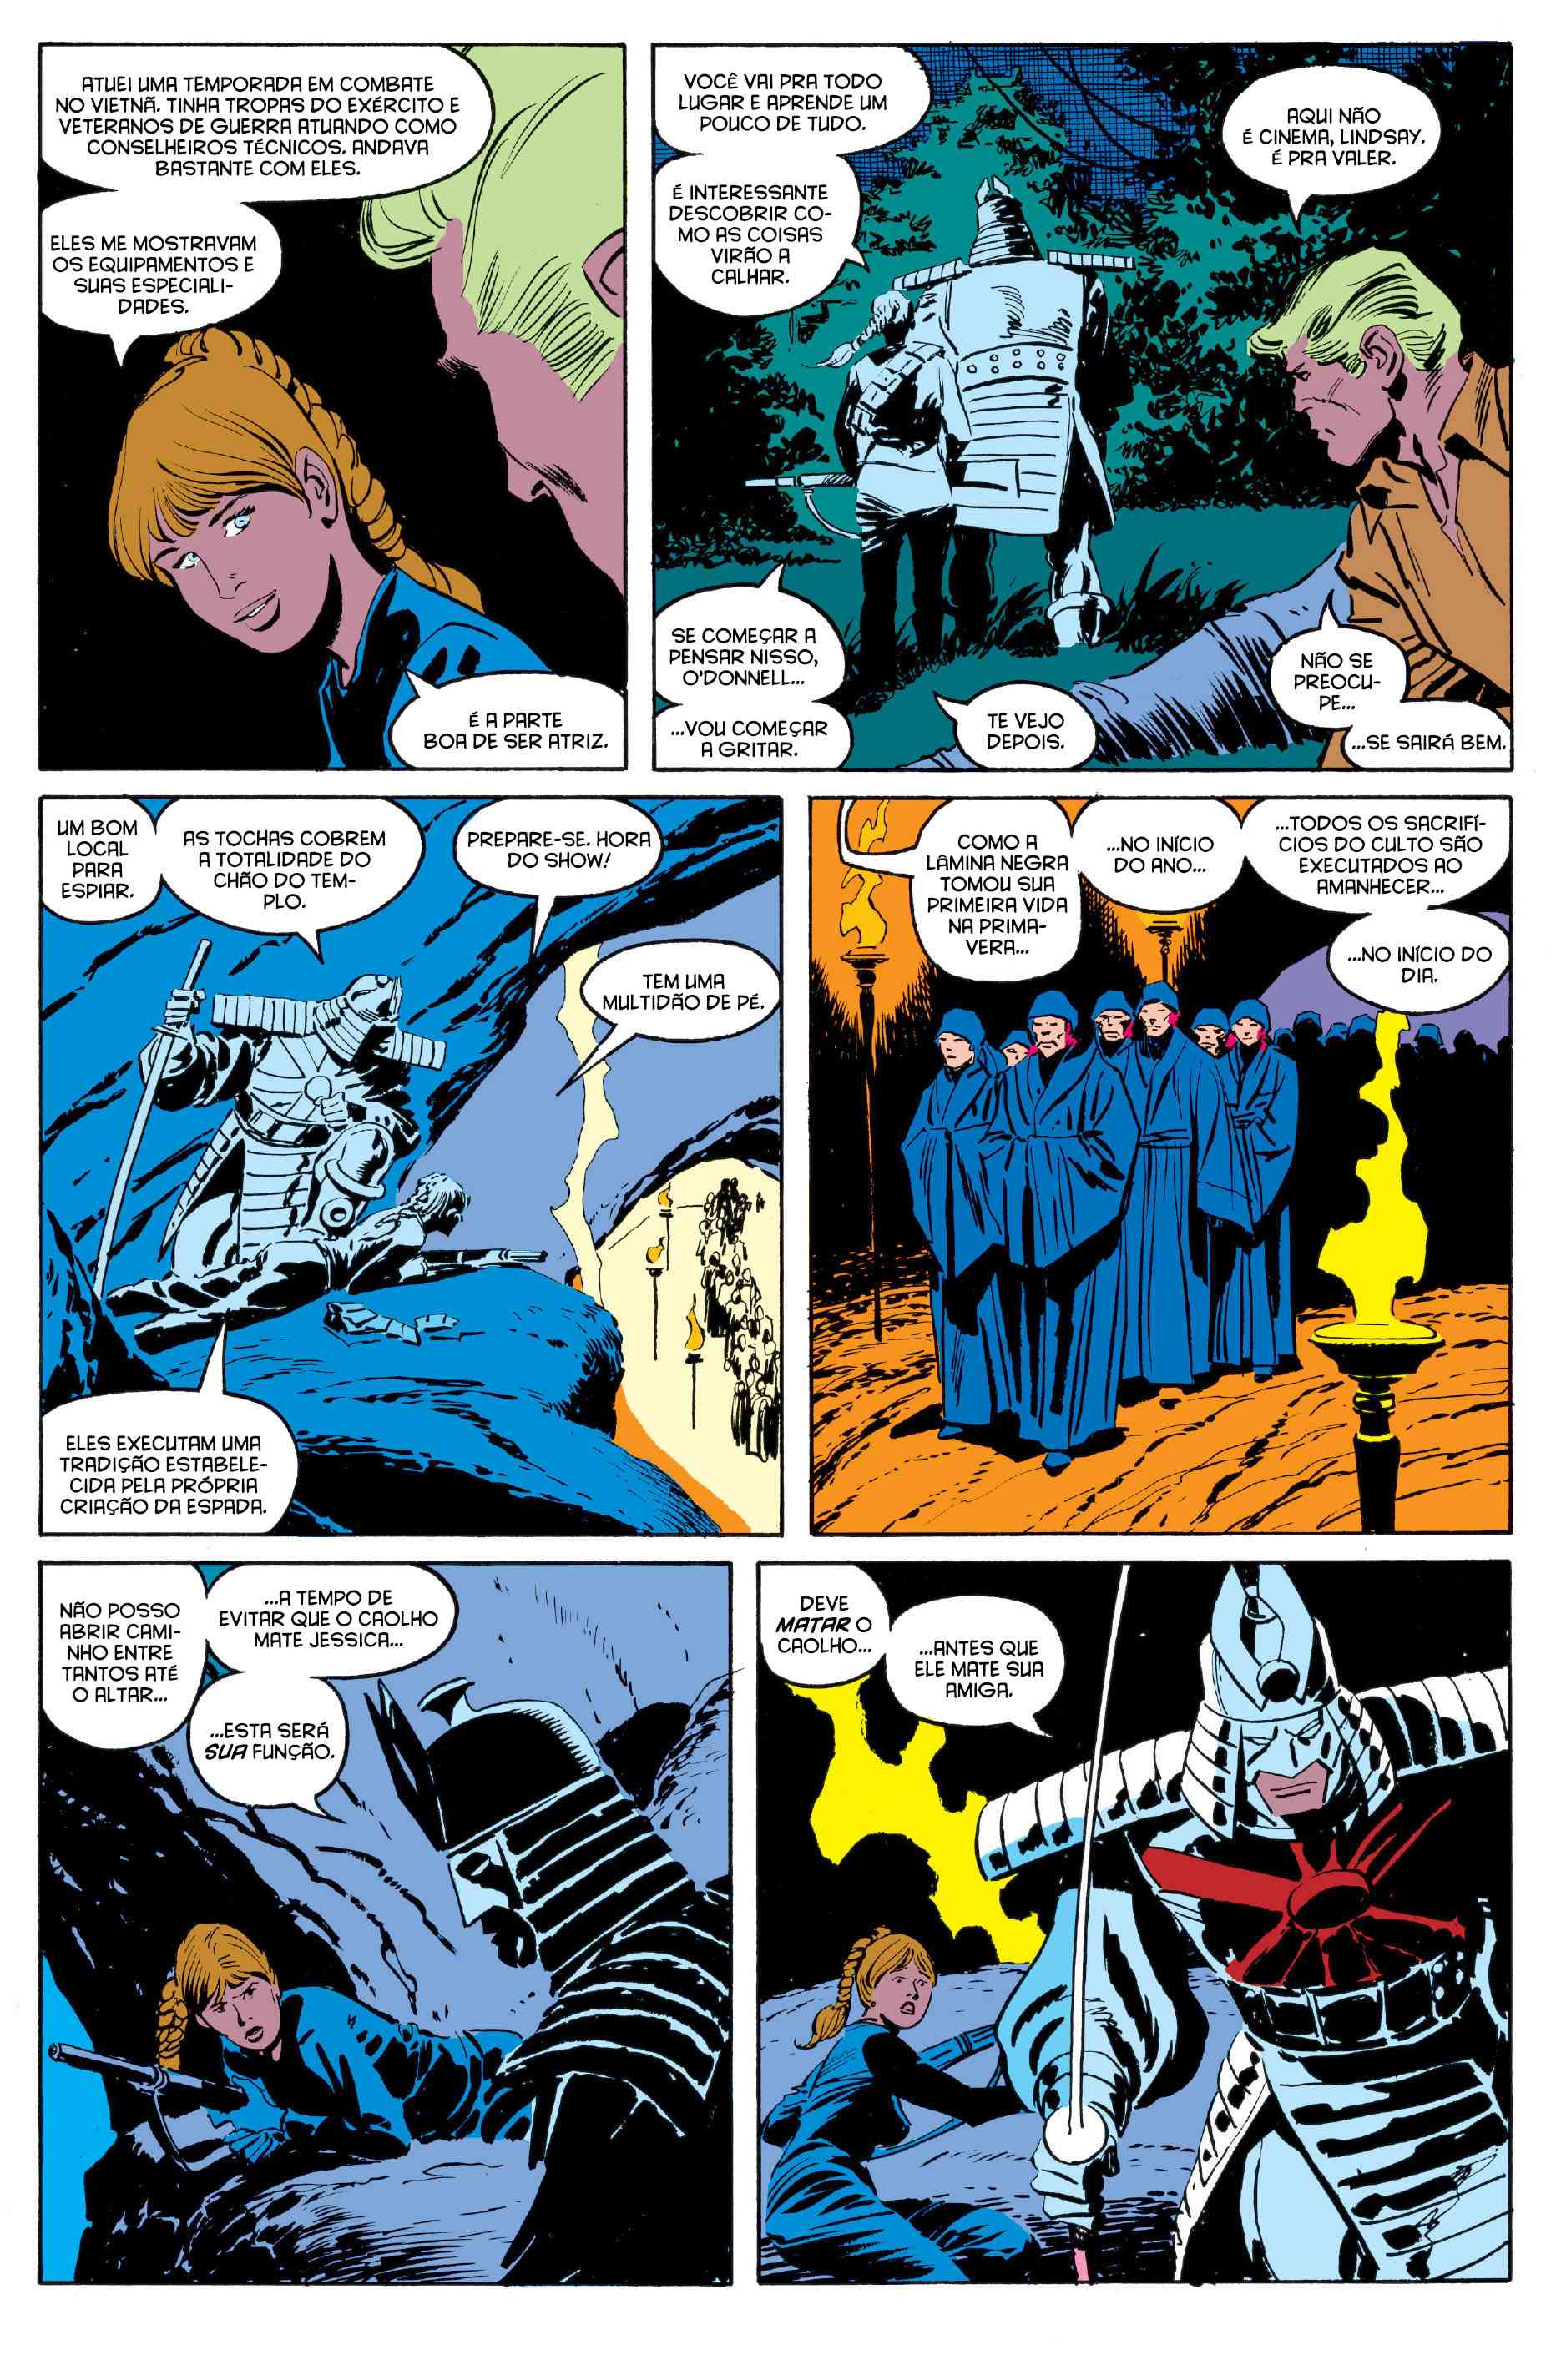 ATUEI UMA TEMPORADA EM COMBATE
NO VIETNÃ. TINHA TROPAS DO EXÉRCITO E
VETERANOS DE GUERRA ATUANDO COMO
CONSELHEIROS TÉCNICOS. ANDAVA
BASTANTE COM ELES.
ELES ME MOSTRAVAM
OS EQUIPAMENTOS E
SUAS ESPECIALI-
DADES.
É A PARTE
BOA DE SER ATRIZ.
VOCÊ VAI PRA TODO
LUGAR E APRENDE UM
POUCO DE TUDO.
É INTERESSANTE
DESCOBRIR CO-
MO AS COISAS
VIRÃO A
CALHAR.
AQUI NÃO
É CINEMA, LINDSAY.
É PRA VALER.
SE COMEÇAR A
PENSAR NISSO,
O'DONNELL...
...VOU COMEÇAR
A GRITAR.
TE VEJO
DEPOIS.
NÃO SE
PREOCU-
PE...
...SE SAIRÁ BEM.
UM BOM
LOCAL
PARA
ESPIAR.
AS TOCHAS COBREM
A TOTALIDADE DO
CHÃO DO TEM-
PLO.
PREPARE-SE. HORA
DO SHOW!
TEM UMA
MULTIDÃO DE PÉ.
ELES EXECUTAM UMA
TRADIÇÃO ESTABELE-
CIDA PELA PRÓPRIA
CRIAÇÃO DA ESPADA.
COMO A
LÂMINA NEGRA
TOMOU SUA
PRIMEIRA VIDA
NA PRIMA-
VERA...
...NO INÍCIO
DO ANO...
...TODOS OS SACRIFÍ-
CIOS DO CULTO SÃO
EXECUTADOS AO
AMANHECER...
...NO INÍCIO DO
DIA.
NÃO POSSO
ABRIR CAMI-
NHO ENTRE
TANTOS ATÉ
O ALTAR...
...A TEMPO DE
EVITAR QUE O CAOLHO
MATE JESSICA...
...ESTA SERÁ
SUA FUNÇÃO.
DEVE
MATAR O
CAOLHO...
...ANTES QUE
ELE MATE SUA
AMIGA.